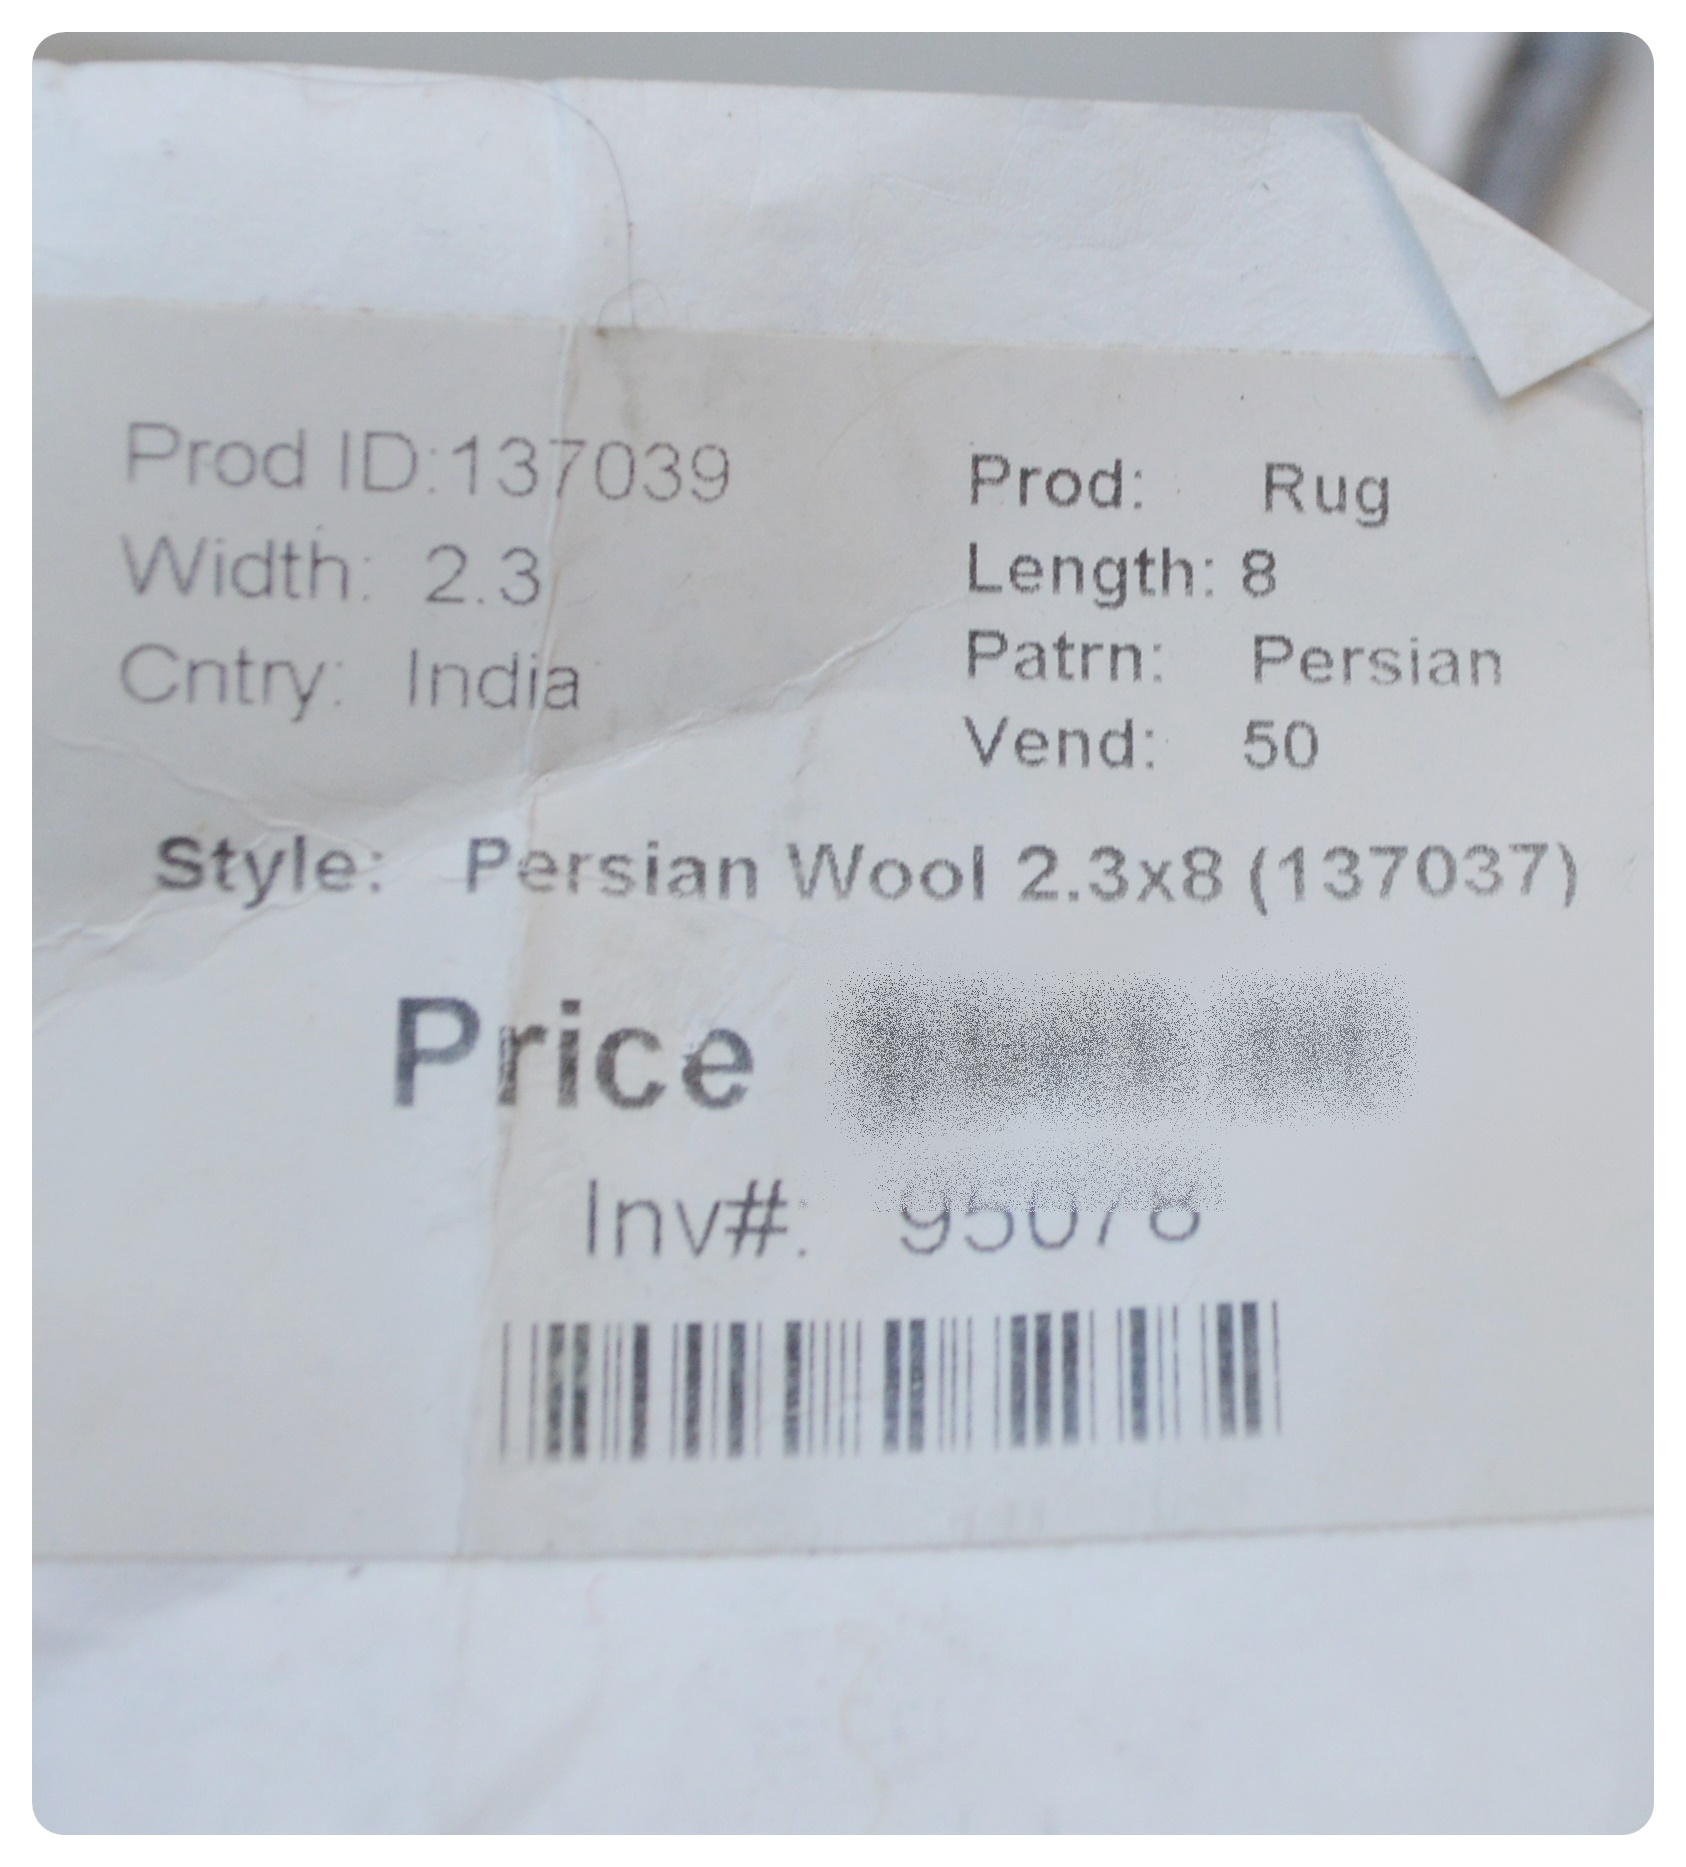 Prod ID:137039
Width: 2.3
Cntry: India
Prod: Rug
Length: 8
Patrn: Persian
Vend: 50
Style: Persian Wool 2.3x8 (137037)
Price
Inv#: